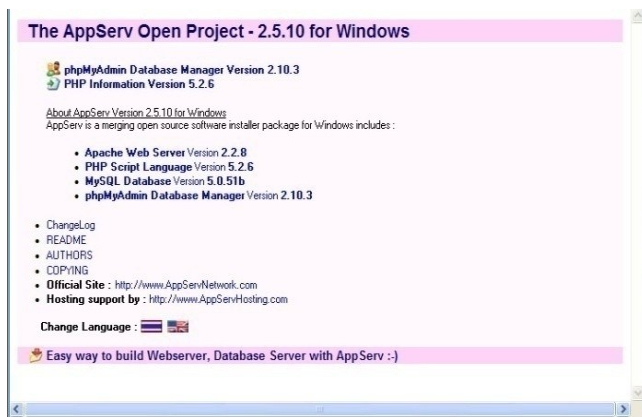 The AppServ Open Project - 2.5.10 for Windows
phpMyAdmin Database Manager Version 2.10.3
PHP Information Version 5.2.6
About AppServ Version 2.5.10 for Windows
AppServ is a merging open source software installer package for Windows includes :
• Apache Web Server Version 2.2.8
• PHP Script Language Version 5.2.6
• MySQL Database Version 5.0.51b
• phpMyAdmin Database Manager Version 2.10.3
• ChangeLog
• README
• AUTHORS
• COPYING
• Official Site : http://www.AppServNetwork.com
• Hosting support by : http://www.AppServHosting.com
Change Language :
Easy way to build Webserver, Database Server with AppServ :-)